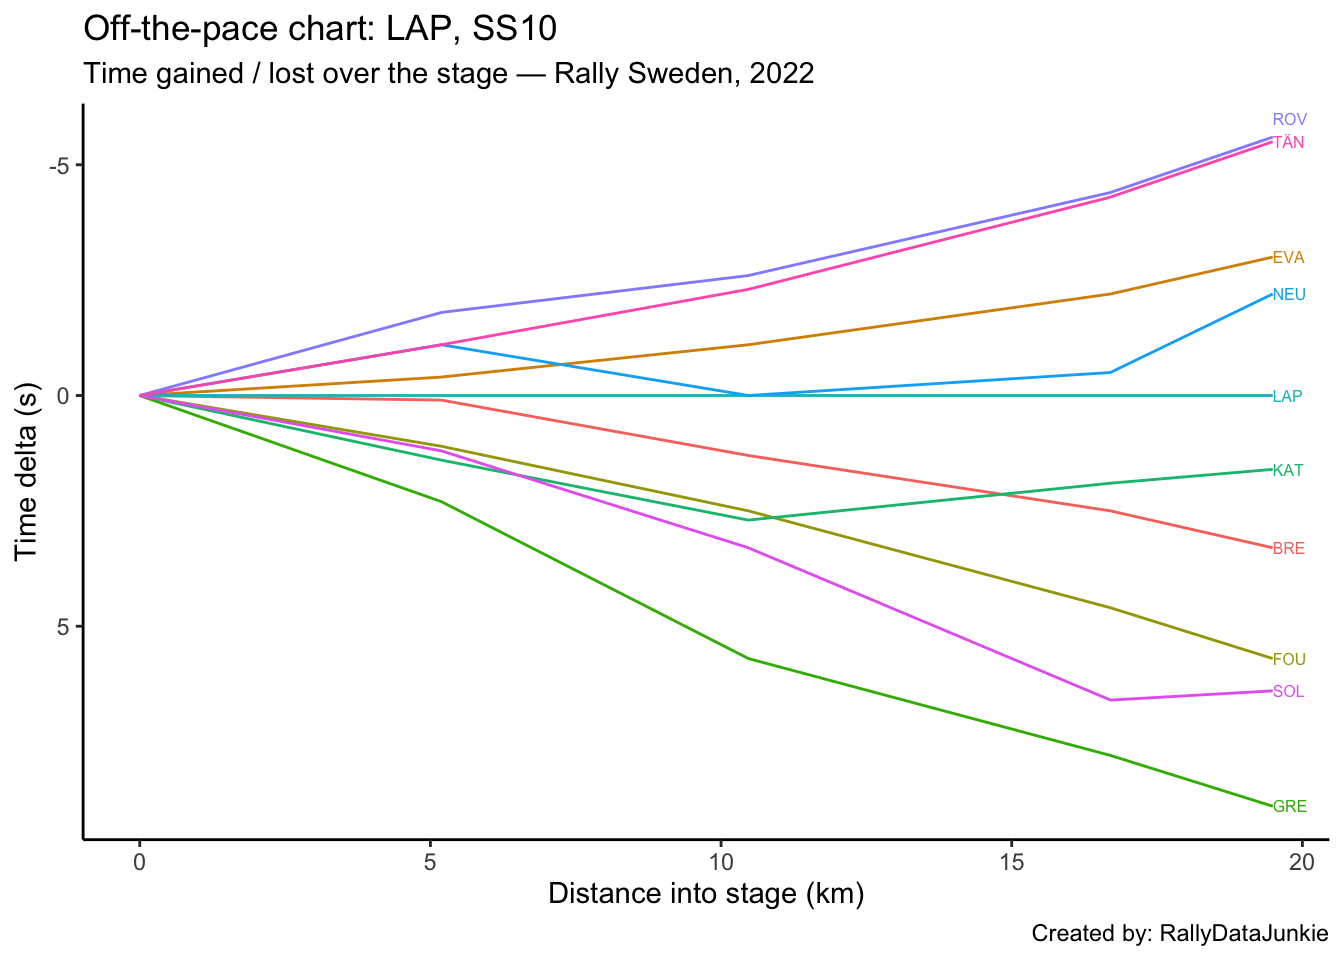 Off-the-pace chart: LAP, SS10
Time gained / lost over the stage — Rally Sweden, 2022
ROV
-5
TÄN
EVA
NEU
0
LAP
KAT
BRE
5
FOU
SOL
GRE
Time delta (s)
0 5 10 15 20
Distance into stage (km)
Created by: RallyDataJunkie